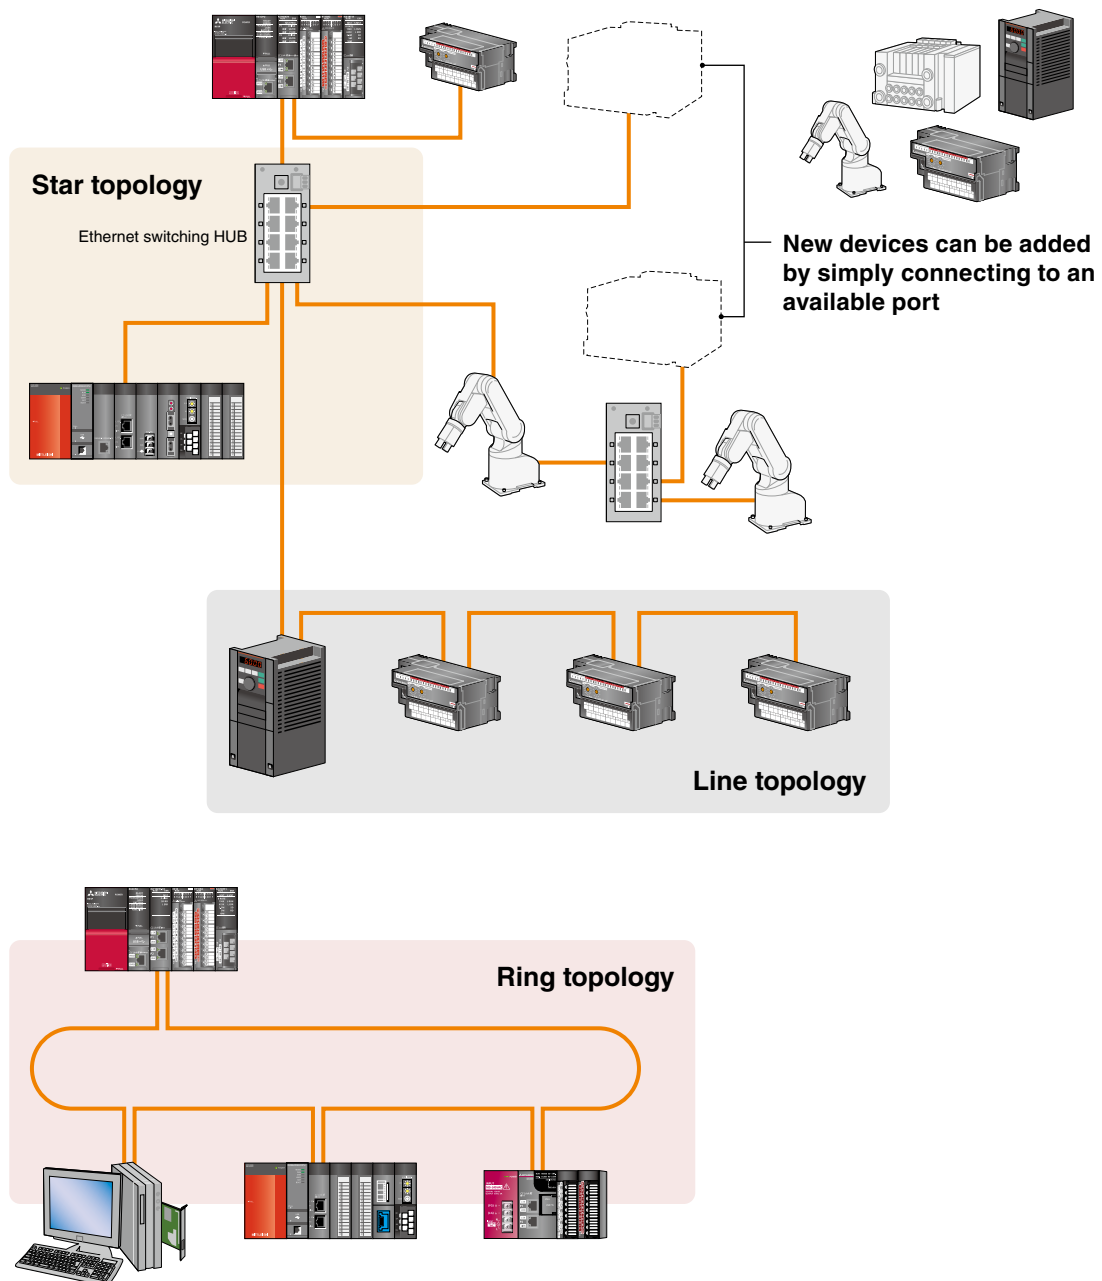 Star topology
Ethernet switching HUB
New devices can be added
by simply connecting to an
available port
Line topology
Ring topology